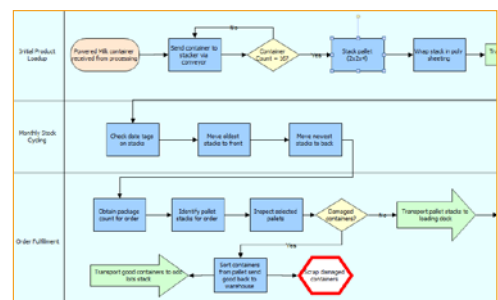 No
Initial Product
Loadup
Powered Milk container
received from processing
Send container to
stacker via
conveyor
Container
Count = 16?
Yes
Stack pallet
(2x2x4)
Wrap stack in poly
sheeting
Monthly Stock
Cycling
Check date tags
on stacks
Move oldest
stacks to front
Move newest
stacks to back
Order Fulfillment
Obtain package
count for order
Identify pallet
stacks for order
Inspect selected
pallets
Damaged
containers?
No
Transport pallet stacks to
loading dock
Yes
Transport good containers to add
stack
Sort containers
from pallet send
good back to
warehouse
Scrap damaged
containers